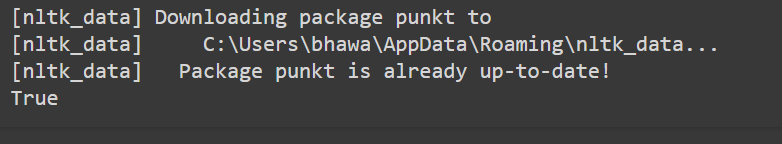 [nltk_data] Downloading package punkt to
[nltk_data]     C:\Users\bhawa\AppData\Roaming\nltk_data...
[nltk_data]   Package punkt is already up-to-date!
True